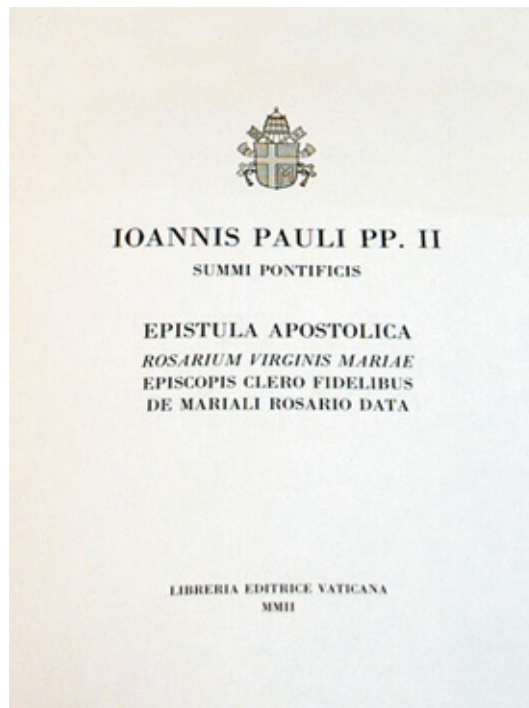 IOANNIS PAULI PP. II
SUMMI PONTIFICIS
EPISTULA APOSTOLICA
ROSARIUM VIRGINIS MARIAE
EPISCOPIS CLERO FIDELIBUS
DE MARIALI ROSARIO DATA
LIBRERIA EDITRICE VATICANA
MMII